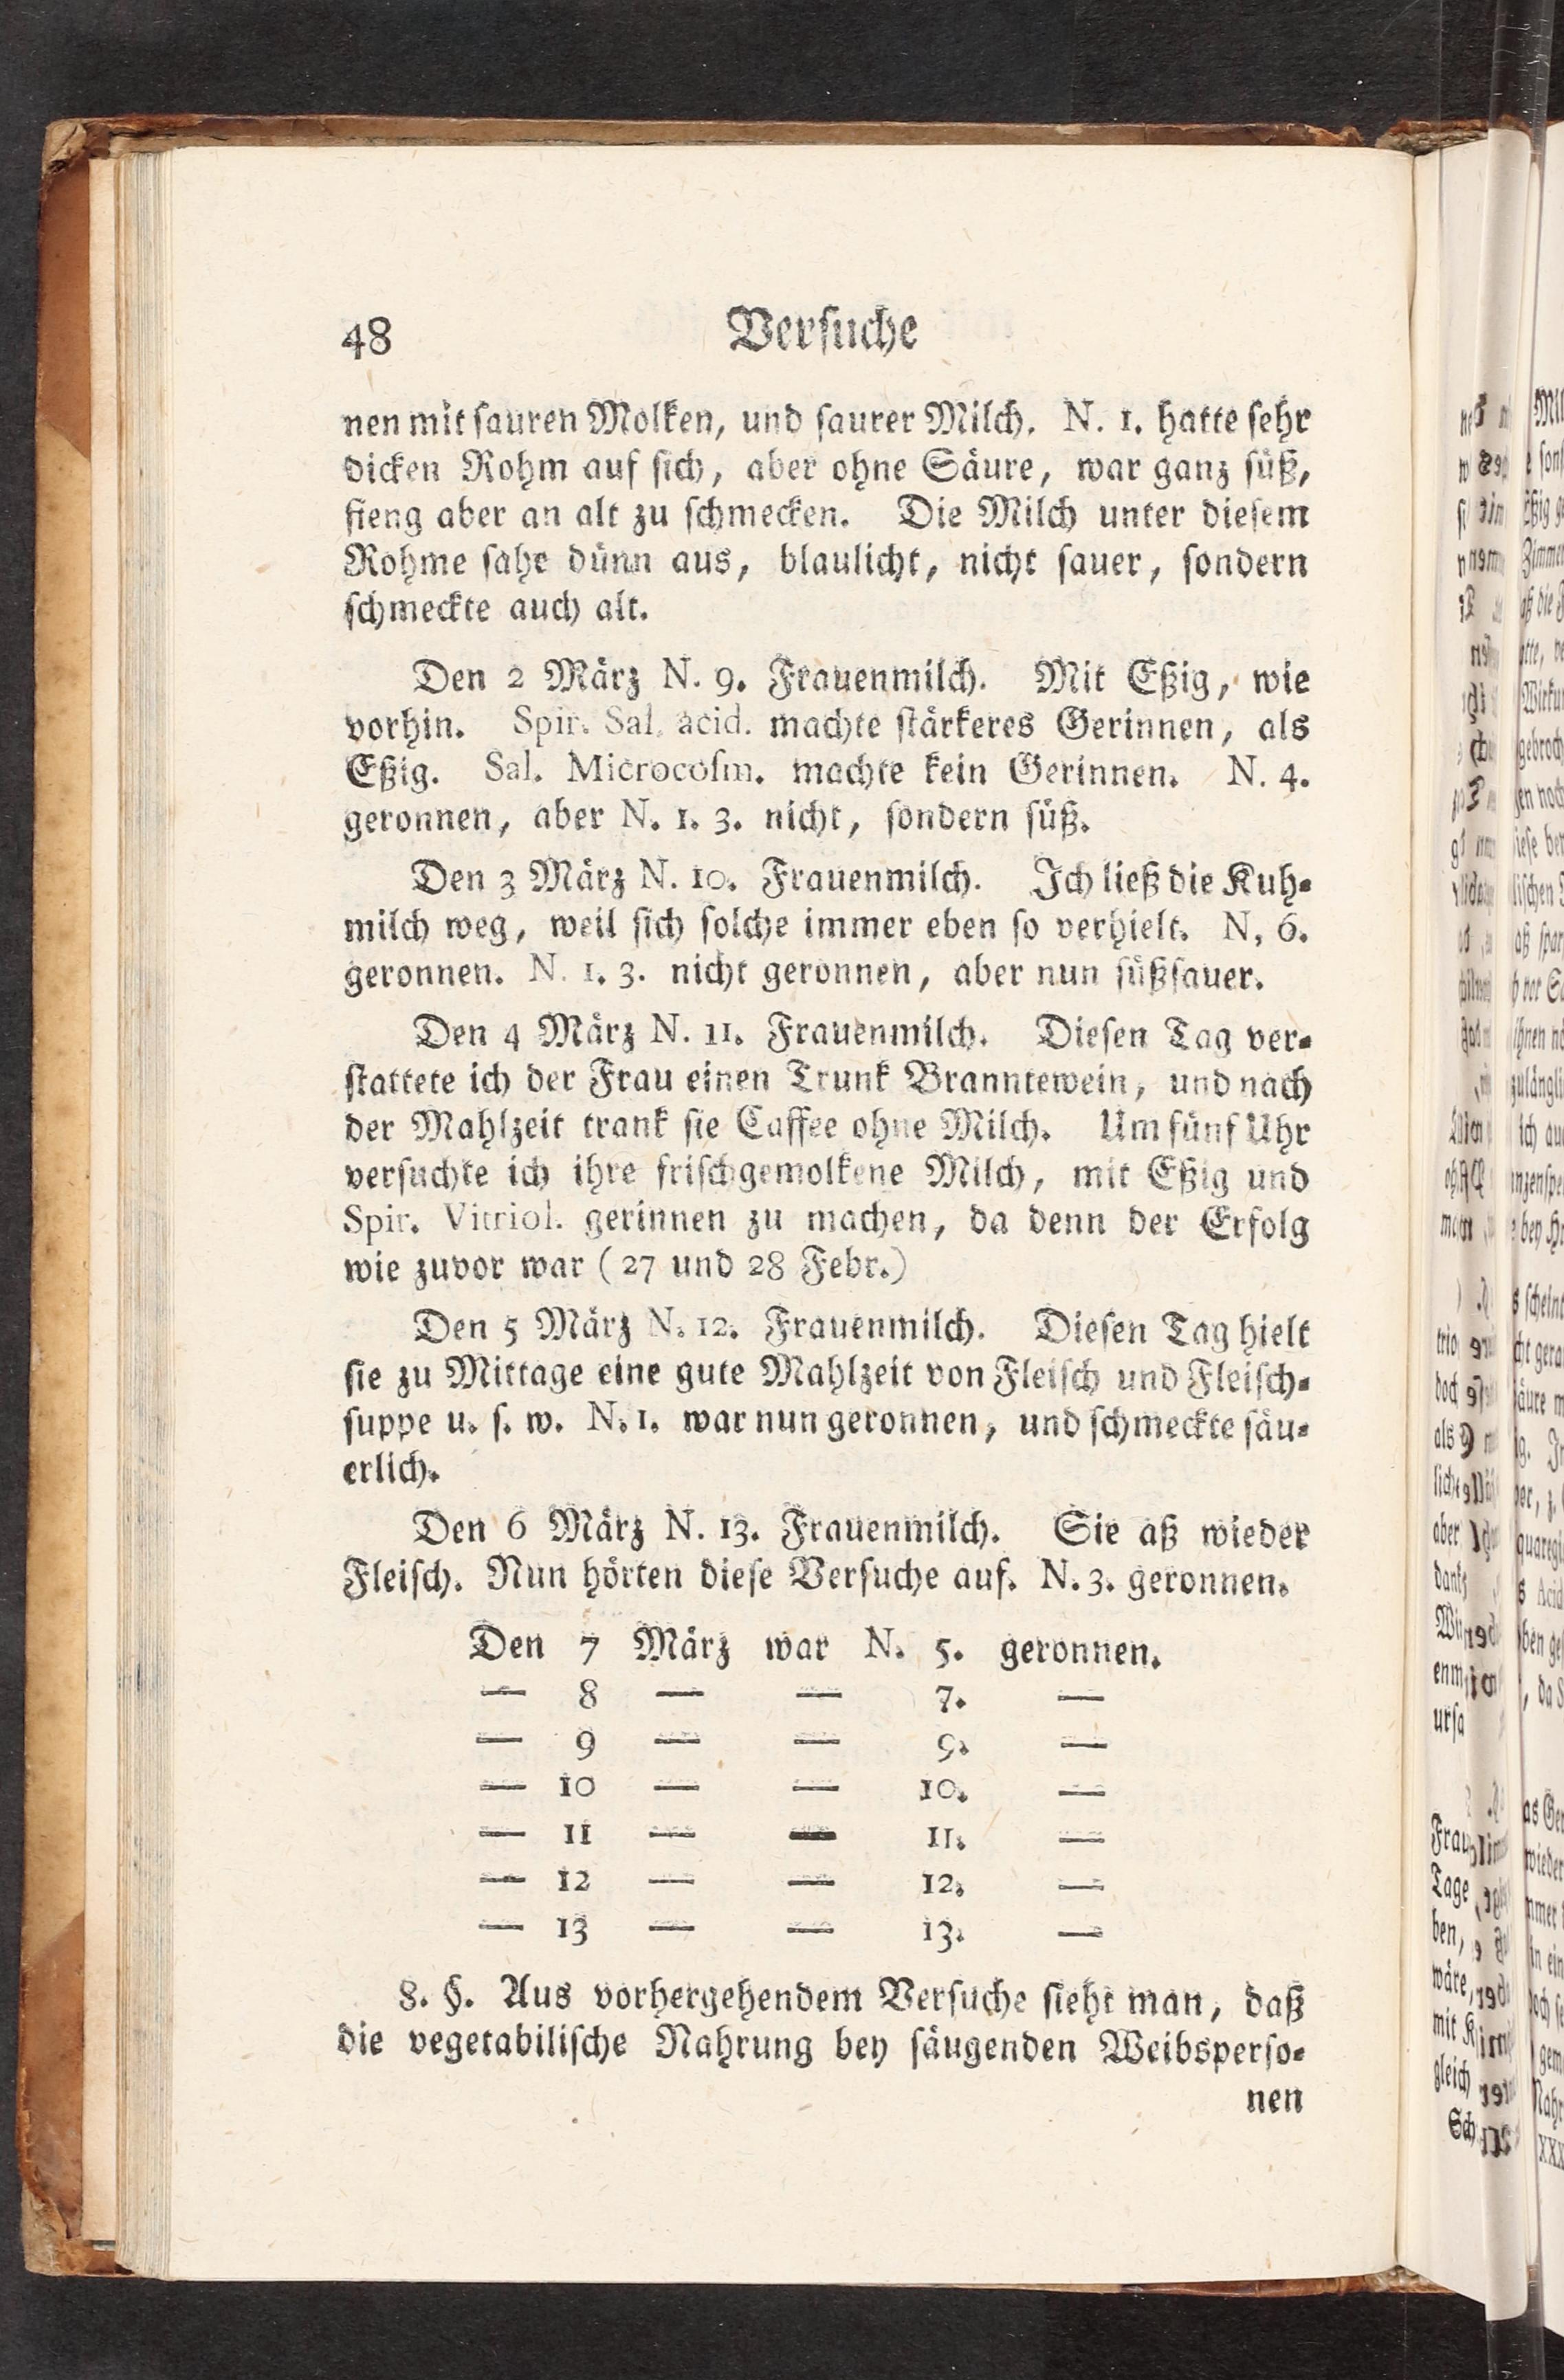 48 Verſuche
nen mit ſauren Molken, und ſaurer Milch. N. 1. hatte ſehr
dicken Rohm auf ſich, aber ohne Säure, war ganz ſüß,
fieng aber an alt zu ſchmecken. Die Milch unter dieſem
Rohme ſahe dünn aus, blaulicht, nicht ſauer, ſondern
ſchmeckte auch alt.
Den 2 März N. 9. Frauenmilch. Mit Eßig, wie
vorhin. Spir. Sal. acid. machte ſtärkeres Gerinnen, als
Eßig. Sal. Microcoſm. machte kein Gerinnen. N. 4.
geronnen, aber N. 1. 3. nicht, ſondern ſüß.
Den 3 März N. 10. Frauenmilch. Ich ließ die Kuh⸗
milch weg, weil ſich ſolche immer eben ſo verhielt. N. 6.
geronnen. N. 1. 3. nicht geronnen, aber nun ſüßſauer.
Den 4 März N. 11. Frauenmilch. Dieſen Tag ver⸗
ſtattete ich der Frau einen Trunk Branntewein, und nach
der Mahlzeit trank ſie Caffee ohne Milch. Um fünf Uhr
verſuchte ich ihre friſchgemolkene Milch, mit Eßig und
Spir. Vitriol. gerinnen zu machen, da denn der Erfolg
wie zuvor war (27 und 28 Febr.)
Den 5 März N. 12. Frauenmilch. Dieſen Tag hielt
ſie zu Mittage eine gute Mahlzeit von Fleiſch und Fleiſch⸗
ſuppe u. ſ. w. N. 1. war nun geronnen, und ſchmeckte ſäu⸗
erlich.
Den 6 März N. 13. Frauenmilch. Sie aß wieder
Fleiſch. Nun hörten dieſe Verſuche auf. N. 3. geronnen.
Den 7 März war N. 5. geronnen.
— 8 — — 7. —
— 9 — — 9. —
— 10 — — 10. —
— 11 — — 11. —
— 12 — — 12. —
— 13 — — 13. —
8. §. Aus vorhergehendem Verſuche ſieht man, daß
die vegetabiliſche Nahrung bey ſäugenden Weibsperſo⸗
nen